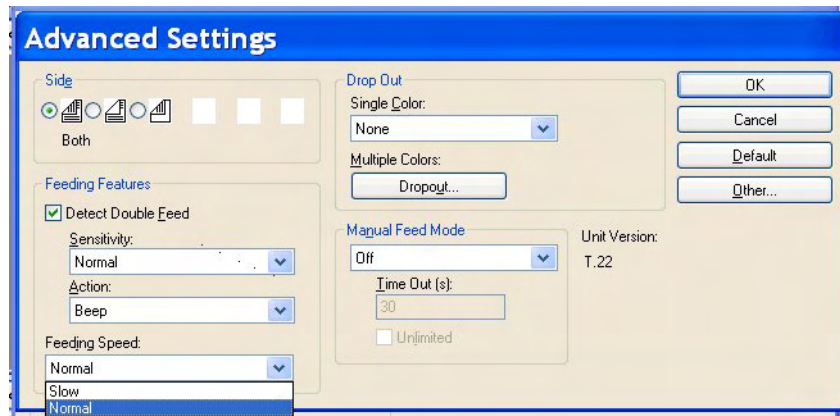 Advanced Settings
Side
Both
Feeding Features
Detect Double Feed
Sensitivity:
Normal
Action:
Beep
Feeding Speed:
Normal
Slow
Normal
Drop Out
Single Color:
None
Multiple Colors:
Dropout...
Manual Feed Mode
Off
Time Out (s):
30
Unlimited
Unit Version:
T.22
OK
Cancel
Default
Other...